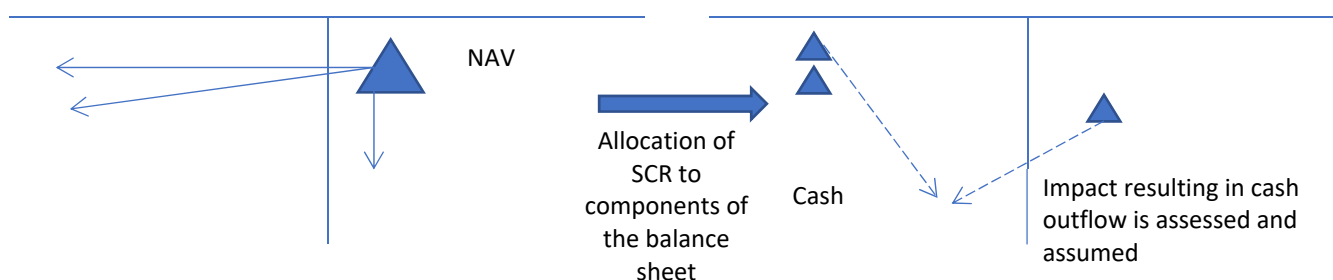 NAV
Allocation of
SCR to
components of
the balance
sheet
Cash
Impact resulting in cash
outflow is assessed and
assumed